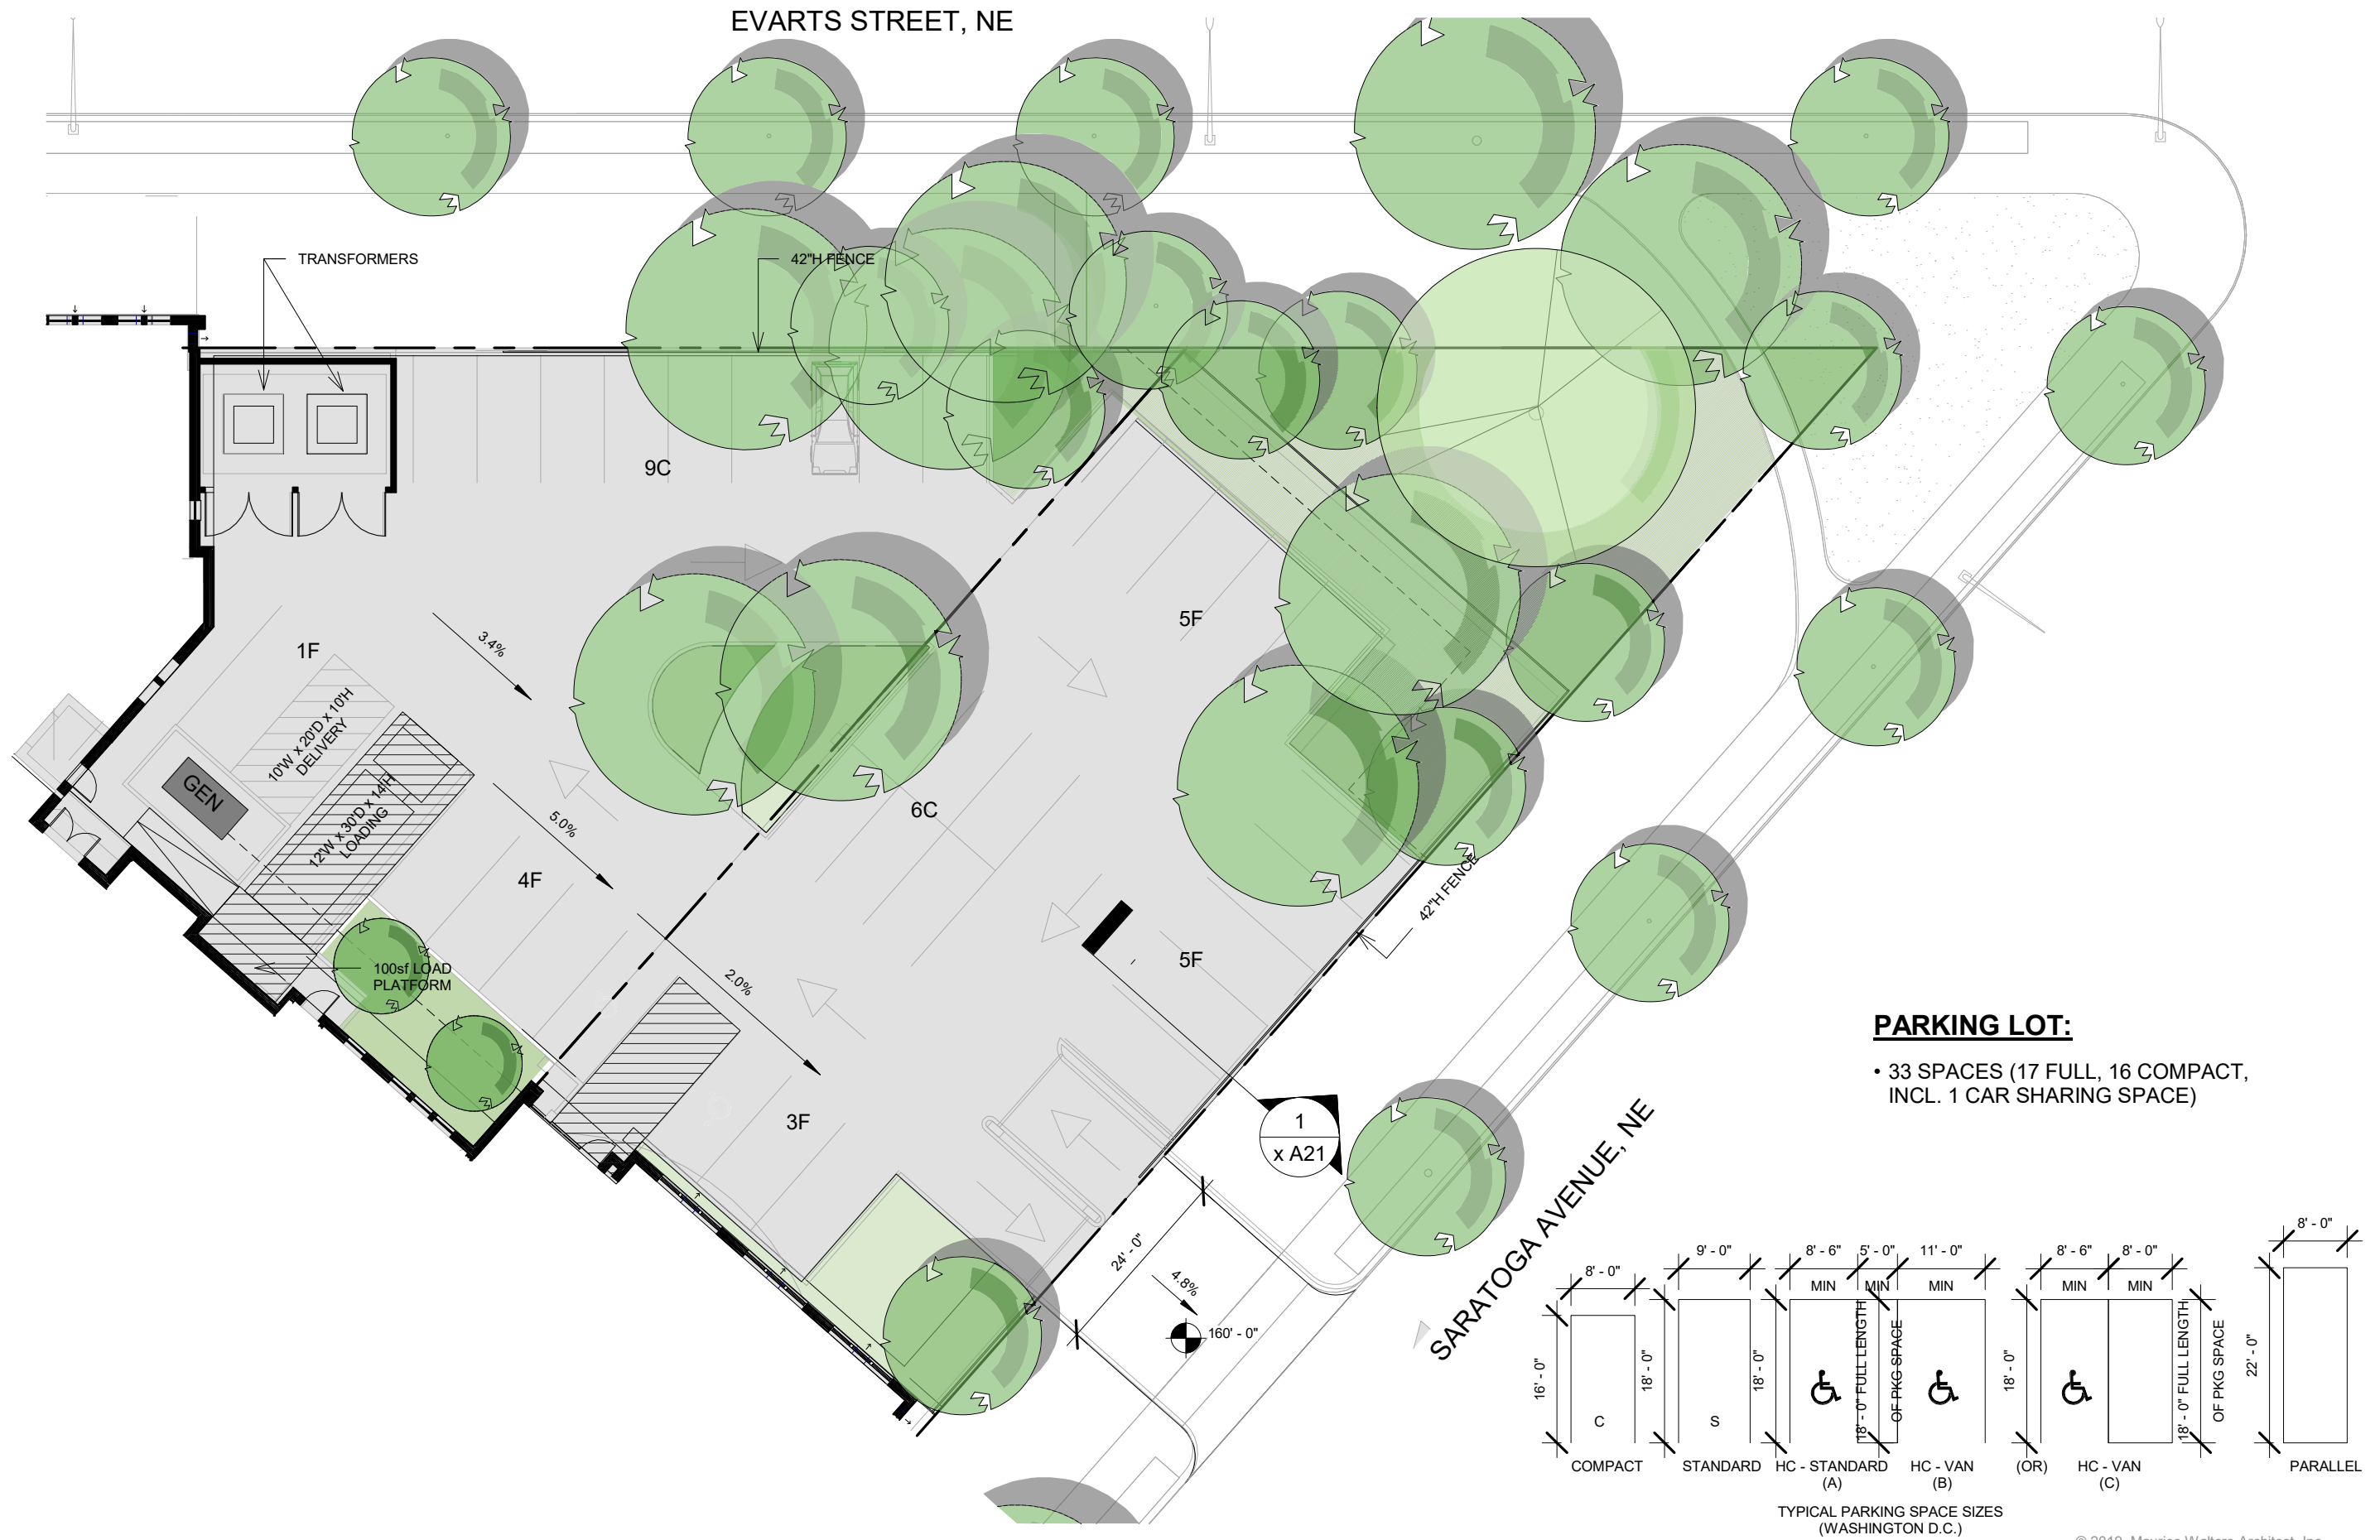 EVARTS STREET, NE
TRANSFORMERS
42"H FENCE
9C
5F
1F
3.4%
10'W x 20'D x 10'H
DELIVERY
GEN
12'W x 30'D x 14'H
LOADING
5.0%
6C
4F
42"H FENCE
100sf LOAD
PLATFORM
2.0%
5F
3F
1
x A21
SARATOGA AVENUE, NE
24' - 0"
4.8%
160' - 0"
PARKING LOT:
• 33 SPACES (17 FULL, 16 COMPACT,
INCL. 1 CAR SHARING SPACE)
8' - 0"
16' - 0"
C
COMPACT
9' - 0"
18' - 0"
S
STANDARD
8' - 6"
MIN
18' - 0"
HC - STANDARD
(A)
5' - 0"
MIN
18' - 0" FULL LENGTH
OF PKG SPACE
11' - 0"
MIN
HC - VAN
(B)
(OR)
8' - 6"
MIN
18' - 0"
8' - 0"
MIN
18' - 0" FULL LENGTH
OF PKG SPACE
HC - VAN
(C)
8' - 0"
22' - 0"
PARALLEL
TYPICAL PARKING SPACE SIZES
(WASHINGTON D.C.)